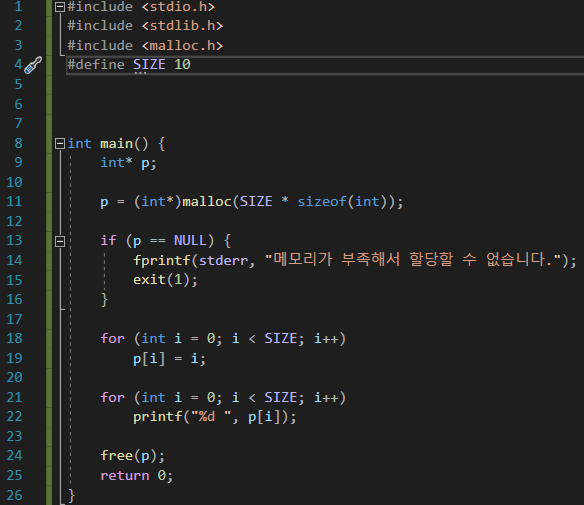 1 #include <stdio.h>
2 #include <stdlib.h>
3 #include <malloc.h>
4 #define SIZE 10
5
6
7
8 int main() {
9 int* p;
10
11 p = (int*)malloc(SIZE * sizeof(int));
12
13 if (p == NULL) {
14 fprintf(stderr, "메모리가 부족해서 할당할 수 없습니다.");
15 exit(1);
16 }
17
18 for (int i = 0; i < SIZE; i++)
19 p[i] = i;
20
21 for (int i = 0; i < SIZE; i++)
22 printf("%d ", p[i]);
23
24 free(p);
25 return 0;
26 }